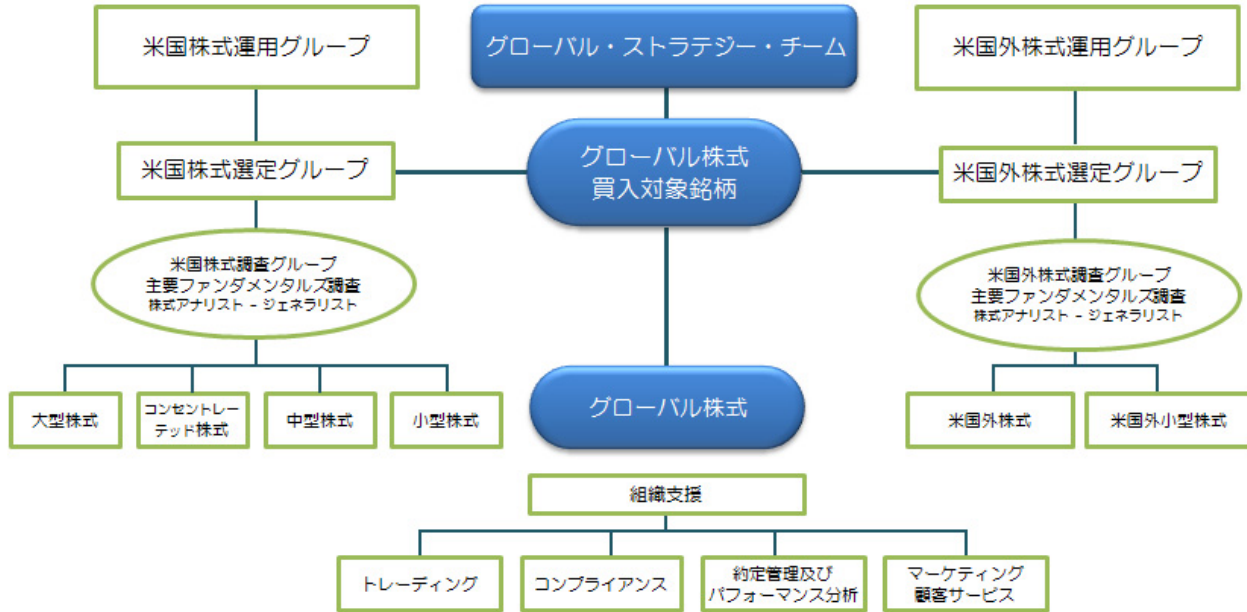 米国株式運用グループ
グローバル・ストラテジー・チーム
米国外株式運用グループ
米国株式選定グループ
グローバル株式
買入対象銘柄
米国外株式選定グループ
米国株式調査グループ
主要ファンダメンタルズ調査
株式アナリスト － ジェネラリスト
米国外株式調査グループ
主要ファンダメンタルズ調査
株式アナリスト － ジェネラリスト
大型株式
コンセントレー
テッド株式
中型株式
小型株式
グローバル株式
米国外株式
米国外小型株式
組織支援
トレーディング
コンプライアンス
約定管理及び
パフォーマンス分析
マーケティング
顧客サービス